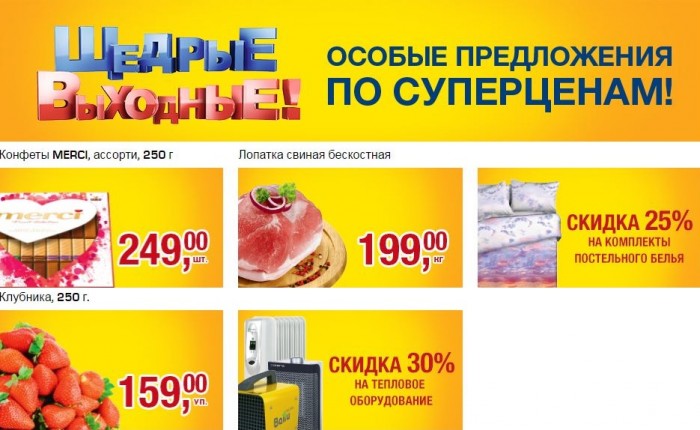 Щедрые
Выходные!
ОСОБЫЕ ПРЕДЛОЖЕНИЯ
ПО СУПЕРЦЕНАМ!
Конфеты MERCI, ассорти, 250 г
merci
249,00
шт.
Лопатка свиная бескостная
199,00
кг
СКИДКА 25%
НА КОМПЛЕКТЫ
ПОСТЕЛЬНОГО БЕЛЬЯ
Клубника, 250 г.
159,00
уп.
СКИДКА 30%
НА ТЕПЛОВОЕ
ОБОРУДОВАНИЕ
Ballu